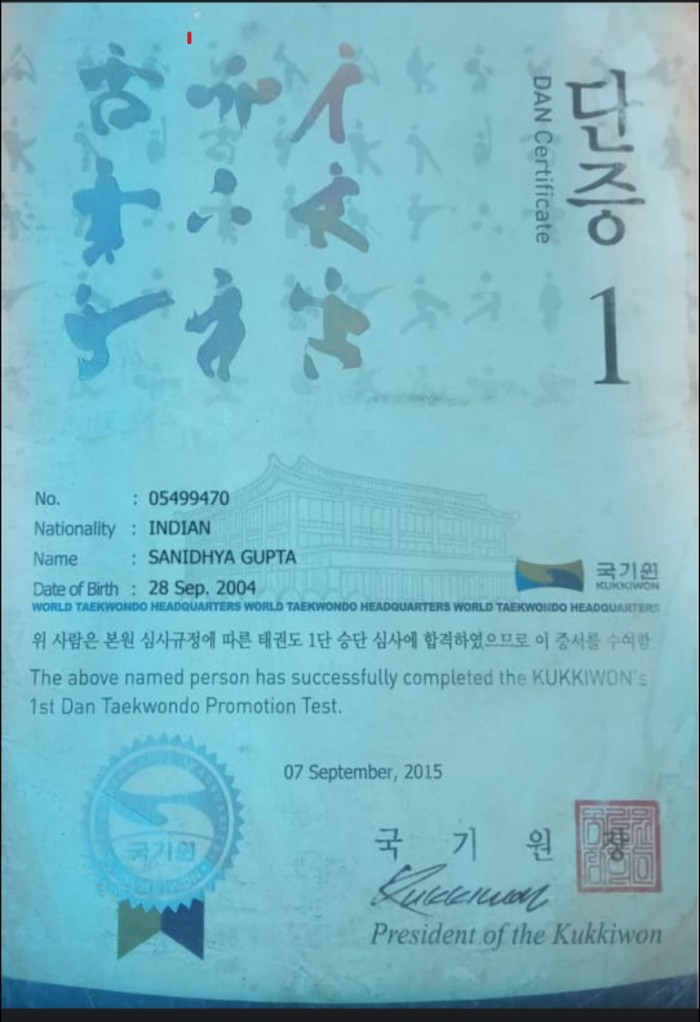 단증
DAN Certificate
1
No. : 05499470
Nationality : INDIAN
Name : SANIDHYA GUPTA
Date of Birth : 28 Sep. 2004
국기원
KUKKIWON
WORLD TAEKWONDO HEADQUARTERS WORLD TAEKWONDO HEADQUARTERS WORLD TAEKWONDO HEADQUARTERS
위 사람은 본원 심사규정에 따른 태권도 1단 승단 심사에 합격하였으므로 이 증서를 수여함
The above named person has successfully completed the KUKKIWON's
1st Dan Taekwondo Promotion Test.
07 September, 2015
국기원
국 기 원 장
Kukkiwon
President of the Kukkiwon